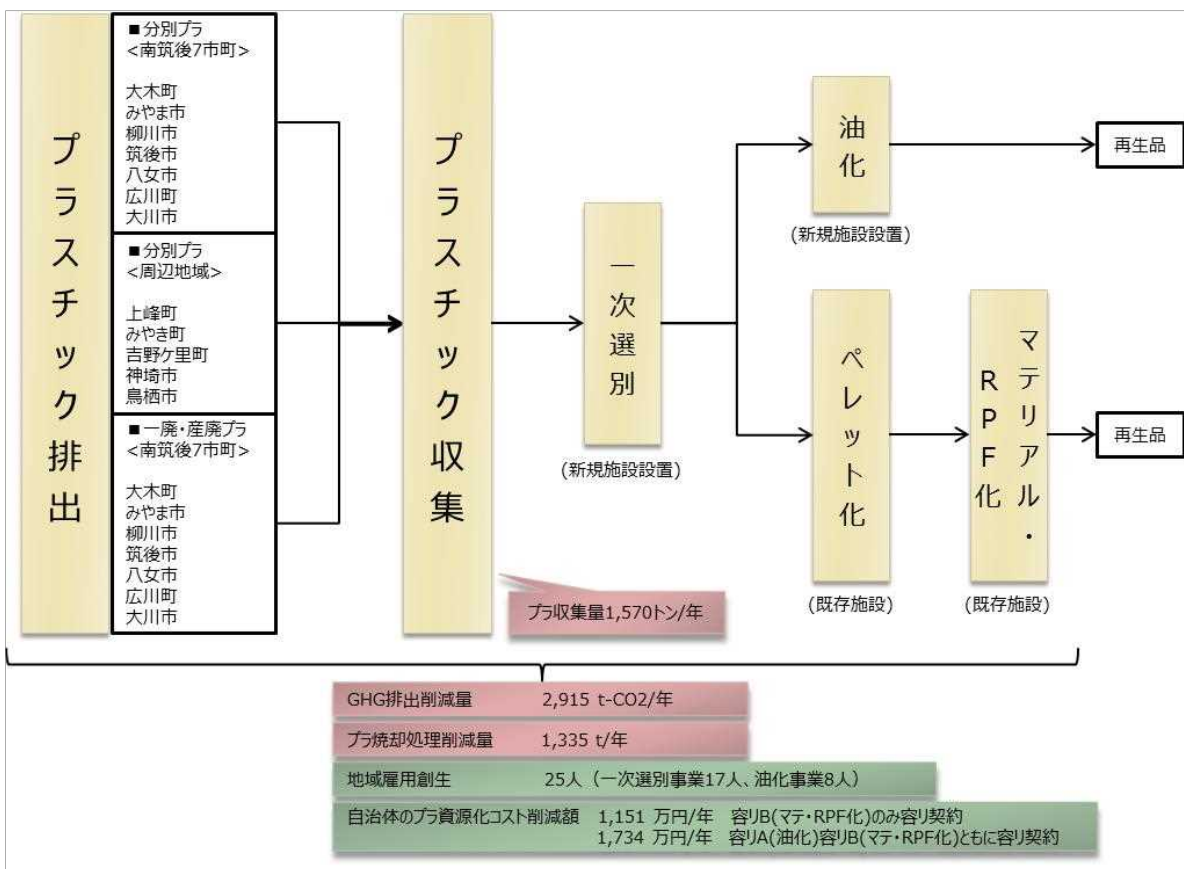 プラスチック排出
■分別プラ
<南筑後7市町>
大木町
みやま市
柳川市
筑後市
八女市
広川町
大川市
■分別プラ
<周辺地域>
上峰町
みやき町
吉野ケ里町
神埼市
鳥栖市
■一廃・産廃プラ
<南筑後7市町>
大木町
みやま市
柳川市
筑後市
八女市
広川町
大川市
プラスチック収集
プラ収集量1,570トン/年
一次選別
(新規施設設置)
油化
(新規施設設置)
再生品
ペレット化
(既存施設)
マテリアル・
RPF化
(既存施設)
再生品
GHG排出削減量 2,915 t-CO2/年
プラ焼却処理削減量 1,335 t/年
地域雇用創生 25人（一次選別事業17人、油化事業8人）
自治体のプラ資源化コスト削減額 1,151 万円/年 容リB(マテ・RPF化)のみ容リ契約
1,734 万円/年 容リA(油化)容リB(マテ・RPF化)ともに容リ契約